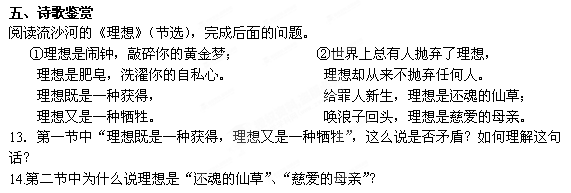 五、诗歌鉴赏
阅读流沙河的《理想》（节选），完成后面的问题。
①理想是闹钟，敲碎你的黄金梦；　②世界上总有人抛弃了理想，
理想是肥皂，洗濯你的自私心。　理想却从来不抛弃任何人。
理想既是一种获得，　给罪人新生，理想是还魂的仙草；
理想又是一种牺牲。　唤浪子回头，理想是慈爱的母亲。
13．第一节中“理想既是一种获得，理想又是一种牺牲”，这么说是否矛盾？如何理解这句
话？
14.第二节中为什么说理想是“还魂的仙草”、“慈爱的母亲”？